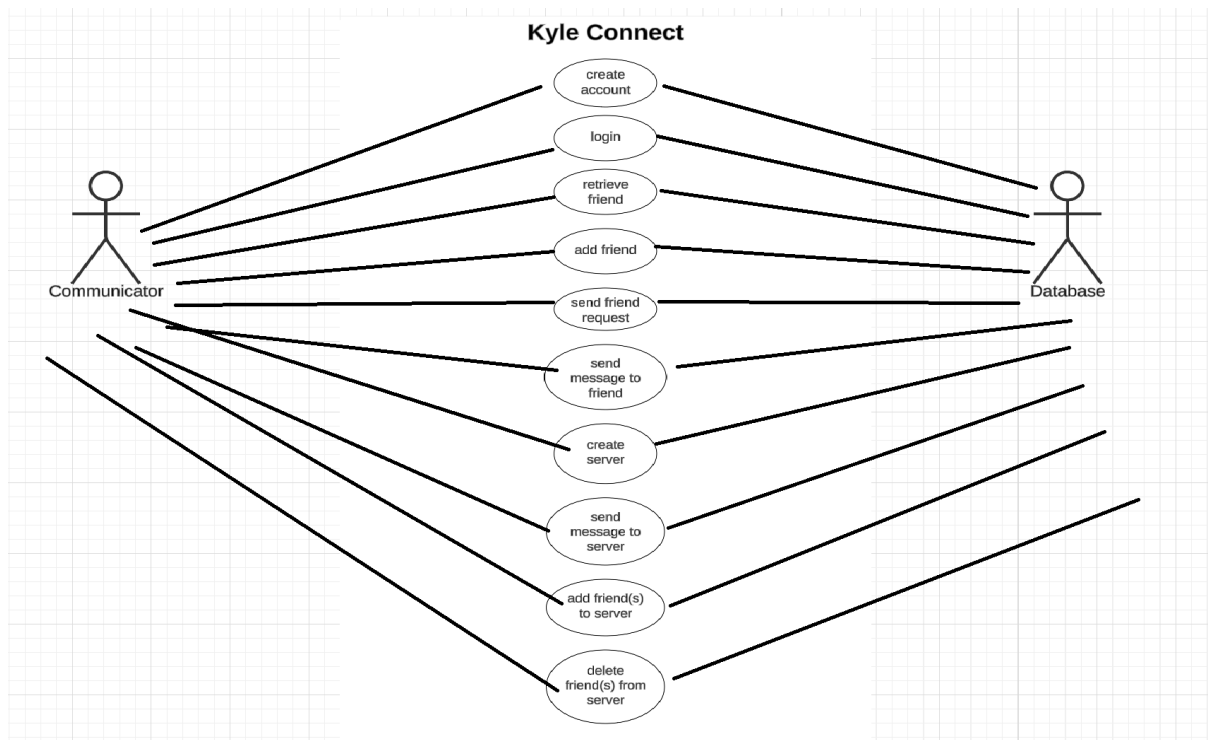 Kyle Connect
create
account
login
retrieve
friend
add friend
send friend
request
send
message to
friend
create
server
send
message to
server
add friend(s)
to server
delete
friend(s) from
server
Communicator
Database